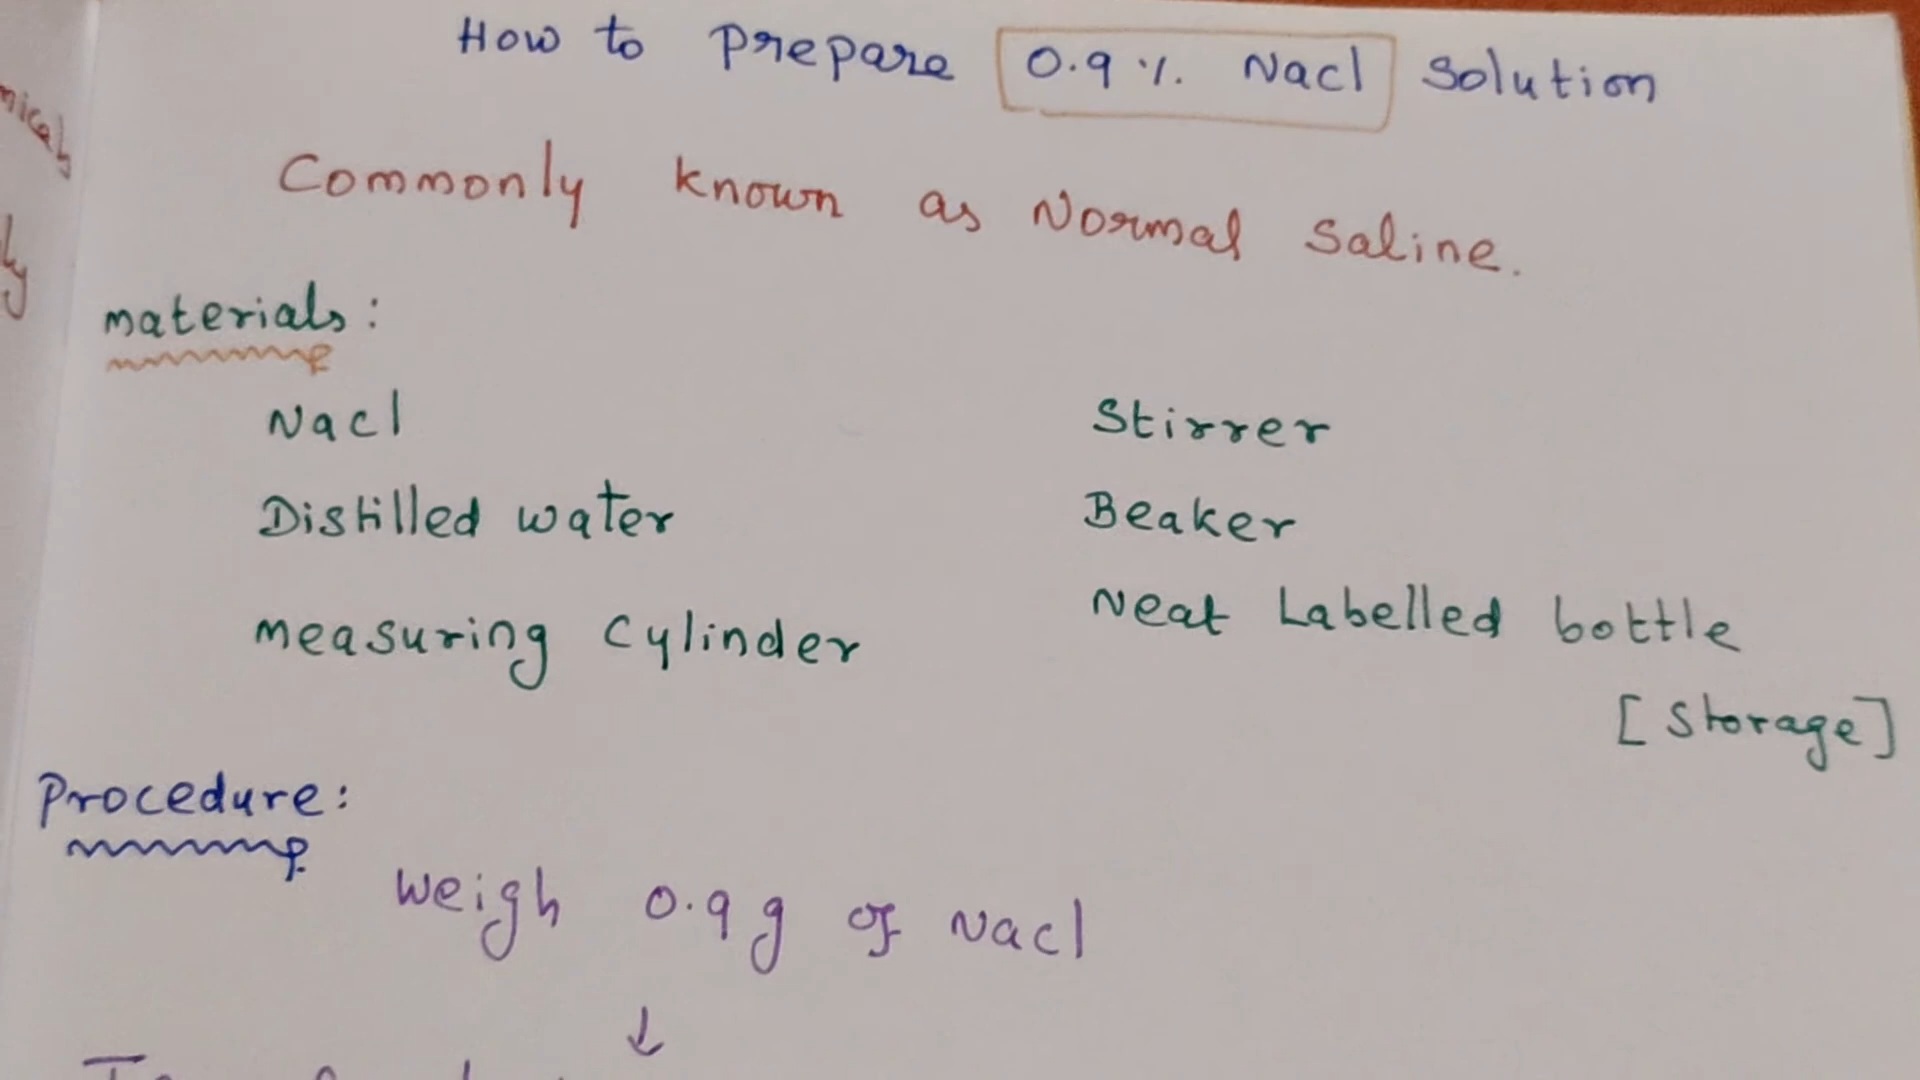 How to prepare 0.9 %. Nacl solution
Commonly known as Normal saline.
materials:
Nacl
Distilled water
measuring cylinder
Stirrer
Beaker
Neat Labelled bottle
[Storage]
Procedure:
Weigh 0.9g of Nacl
↓